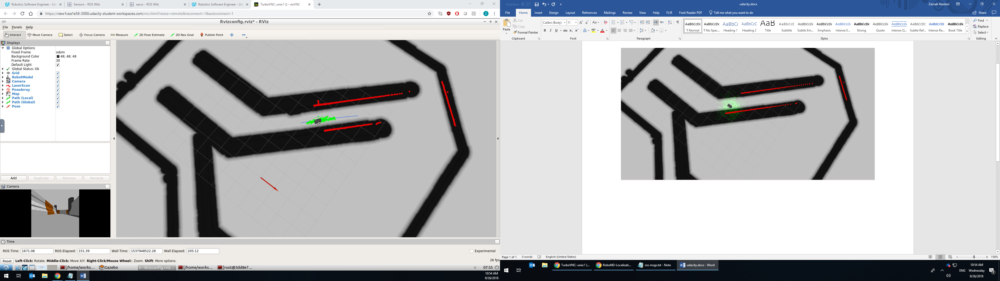 Robotics Software Engineer - Ud
Sensors - ROS Wiki
xacro - ROS Wiki
Robotics Software Engineer - Ud
TurboVNC: unix:1 () - noVNC
https://view1cea1e58-3000.udacity-student-workspaces.com/vnc.html?resize=remote&reconnect=1&autoconnect=1
Rvizconfig.rviz* - RViz
File Panels Help
Interact Move Camera Select Focus Camera Measure 2D Pose Estimate 2D Nav Goal Publish Point
Displays
Global Options
Fixed Frame odom
Background Color 48; 48; 48
Frame Rate 30
Default Light
Global Status: Ok
Grid
RobotModel
Camera
LaserScan
PoseArray
Map
Path (Local)
Path (Global)
Pose
Add Duplicate Remove Rename
Camera
Time
ROS Time: 1671.08 ROS Elapsed: 151.39 Wall Time: 1537948522.28 Wall Elapsed: 205.12 Experimental
Reset Left-Click: Rotate. Middle-Click: Move X/Y. Right-Click/Mouse Wheel:: Zoom. Shift: More options. 26 fps
[/home/works... Gazebo Rvizconfig.rviz... [/home/works... [root@3dd8e7... 07:55
10:54 AM
9/26/2018
AutoSave Off udacity.docx Zainab Alaskari
File Home Insert Design Layout References Mailings Review View Help FLIR Foxit Reader PDF Tell me what you want to do Share
Paste
Cut
Copy
Format Painter
Clipboard
Calibri (Body) 11
Font
Paragraph
AaBbCcDc AaBbCcDc AaBbCc AaBbCcD AaB AaBbCcD AaBbCcDc AaBbCcDc AaBbCcDc AaBbCcDc AaBbCcDc AaBbCcDc AaBbCcDc AaBbCcDc AaBbCcDc
¶ Normal ¶ No Spac... Heading 1 Heading 2 Title Subtitle Subtle Em... Emphasis Intense E... Strong Quote Intense Q... Subtle Ref... Intense Re... Book Title
Styles
Find
Replace
Select
Editing
Page 1 of 1 0 words English (United States) 156%
TurboVNC: unix:1 (... RoboND-Localizati... ros msgs.txt - Note udacity.docx - Word
ENG
10:54 AM
Wednesday
9/26/2018
2